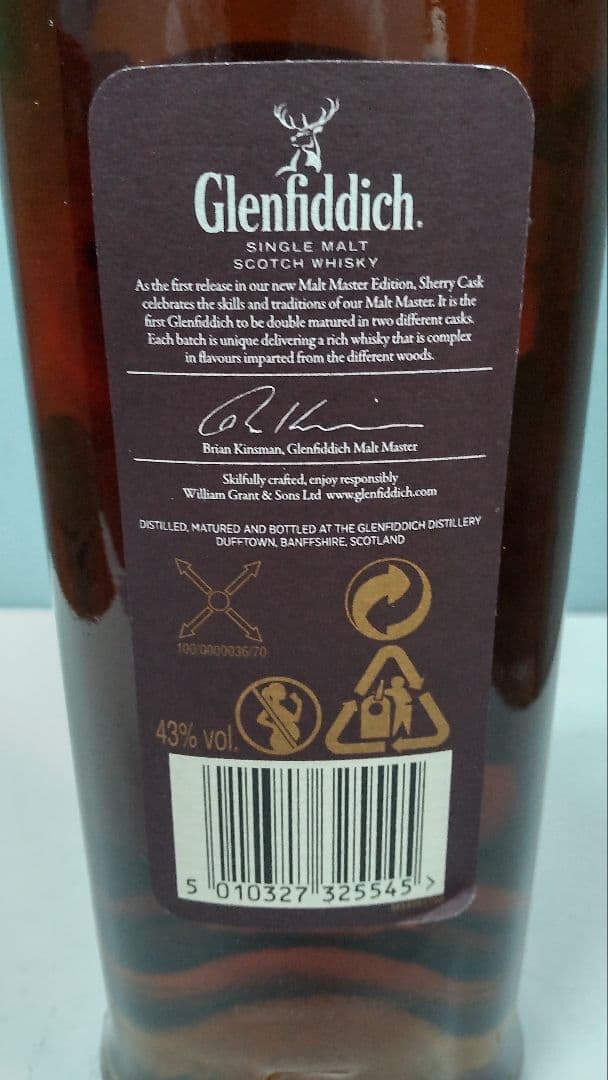 Glenfiddich.
SINGLE MALT
SCOTCH WHISKY
As the first release in our new Malt Master Edition, Sherry Cask
celebrates the skills and traditions of our Malt Master. It is the
first Glenfiddich to be double matured in two different casks.
Each batch is unique delivering a rich whisky that is complex
in flavours imparted from the different woods.
Brian Kinsman, Glenfiddich Malt Master
Skilfully crafted, enjoy responsibly
William Grant & Sons Ltd www.glenfiddich.com
DISTILLED, MATURED AND BOTTLED AT THE GLENFIDDICH DISTILLERY
DUFFTOWN, BANFFSHIRE, SCOTLAND
100/0000036/70
43% vol.
5 010327 325545 >